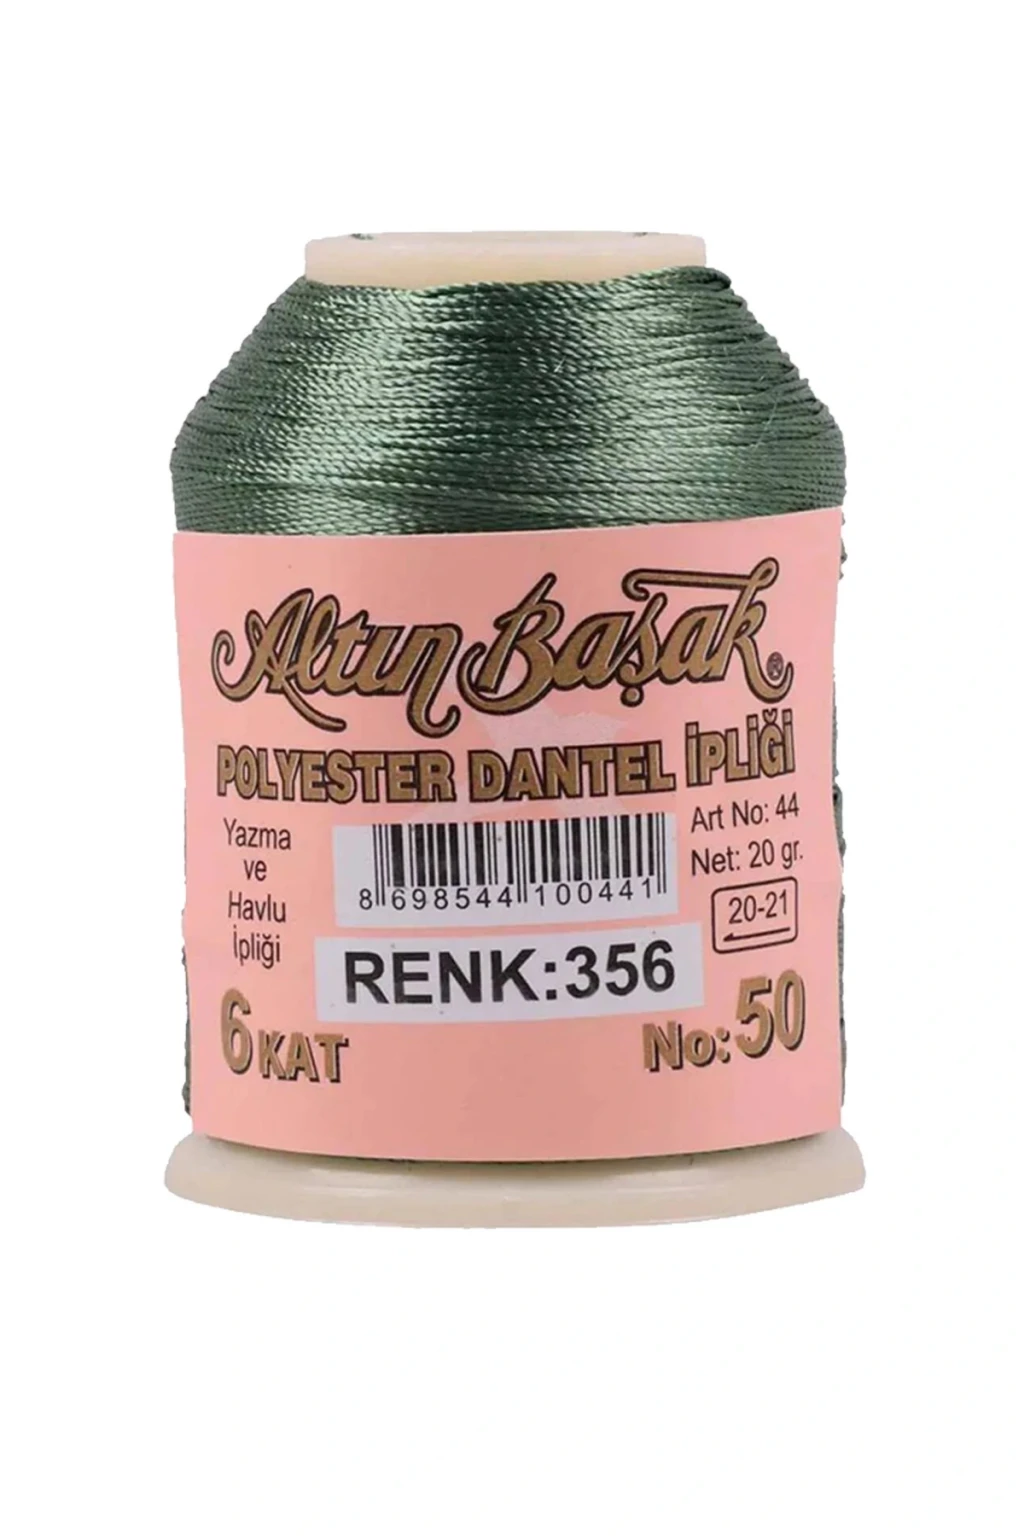 Altın Başak®
POLYESTER DANTEL İPLİĞİ
Yazma
ve
Havlu
İpliği
8 698544 100441
Art No: 44
Net: 20 gr.
20-21
RENK:356
6 KAT
No:50